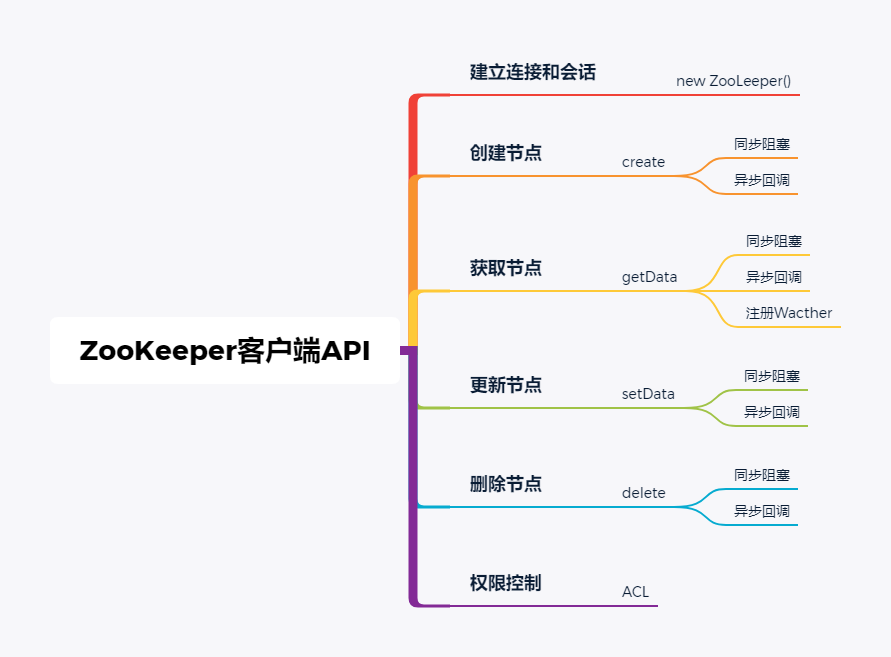 建立连接和会话
new ZooLeeper()
创建节点
create
同步阻塞
异步回调
获取节点
getData
同步阻塞
异步回调
注册Wacther
ZooKeeper客户端API
更新节点
setData
同步阻塞
异步回调
删除节点
delete
同步阻塞
异步回调
权限控制
ACL